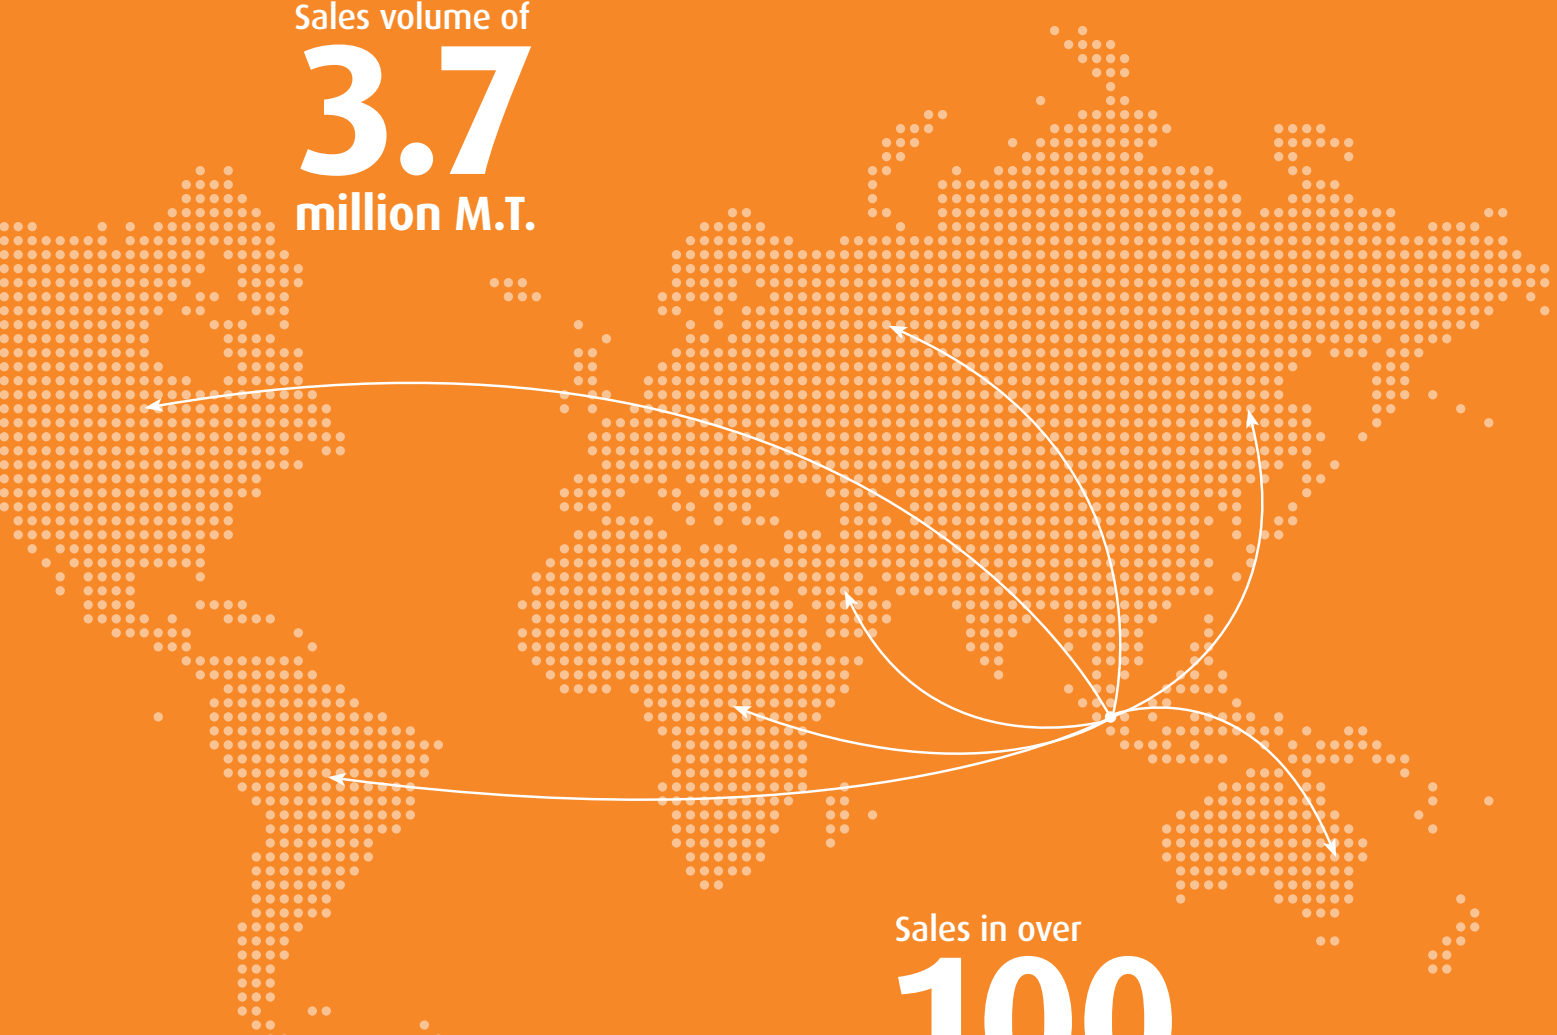 Sales volume of
3.7
million M.T.
Sales in over
100